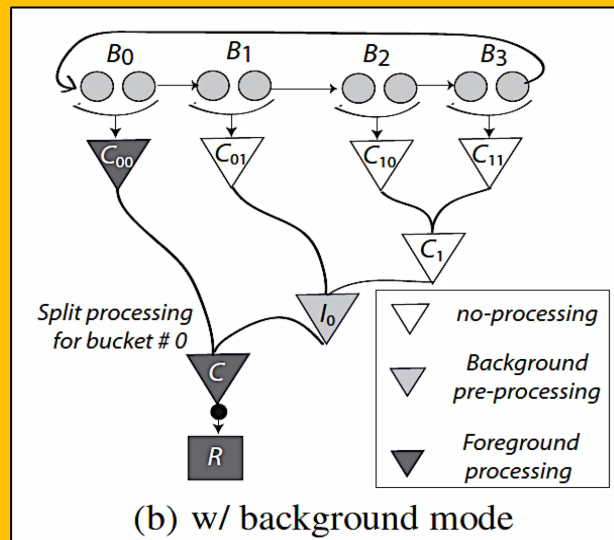 B0 B1 B2 B3
C00 C01 C10 C11
C1
I0
Split processing
for bucket # 0
C
R
no-processing
Background
pre-processing
Foreground
processing
(b) w/ background mode